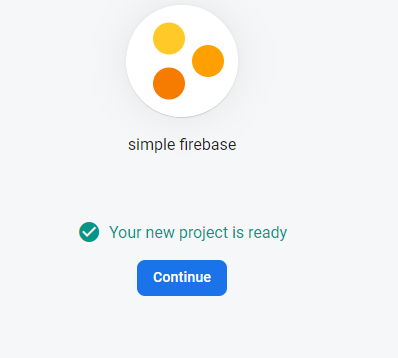 simple firebase
Your new project is ready
Continue